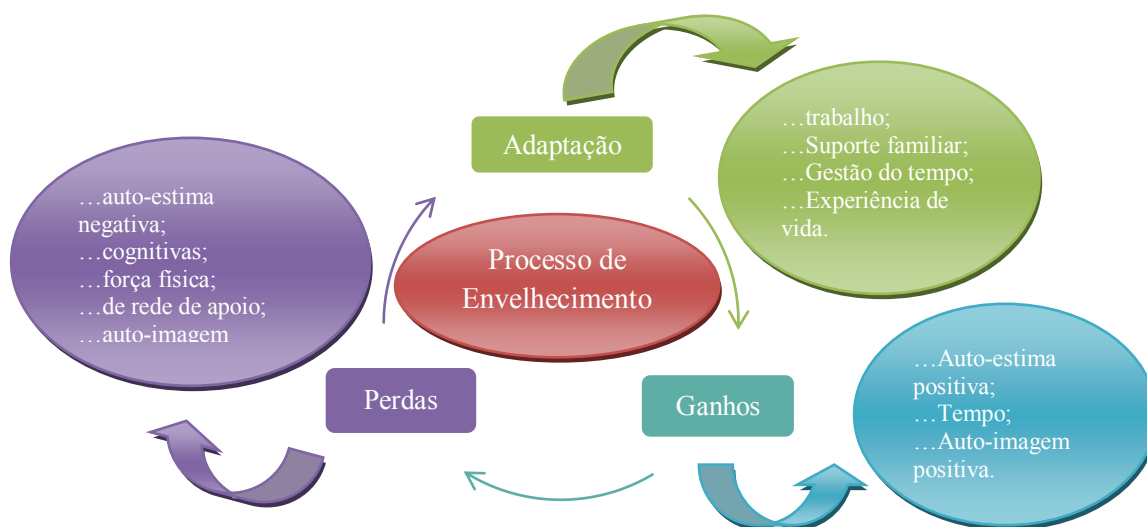 Adaptação
…trabalho;
…Suporte familiar;
…Gestão do tempo;
…Experiência de
vida.
…auto-estima
negativa;
…cognitivas;
…força física;
…de rede de apoio;
…auto-imagem
Processo de
Envelhecimento
Perdas
Ganhos
…Auto-estima
positiva;
…Tempo;
…Auto-imagem
positiva.